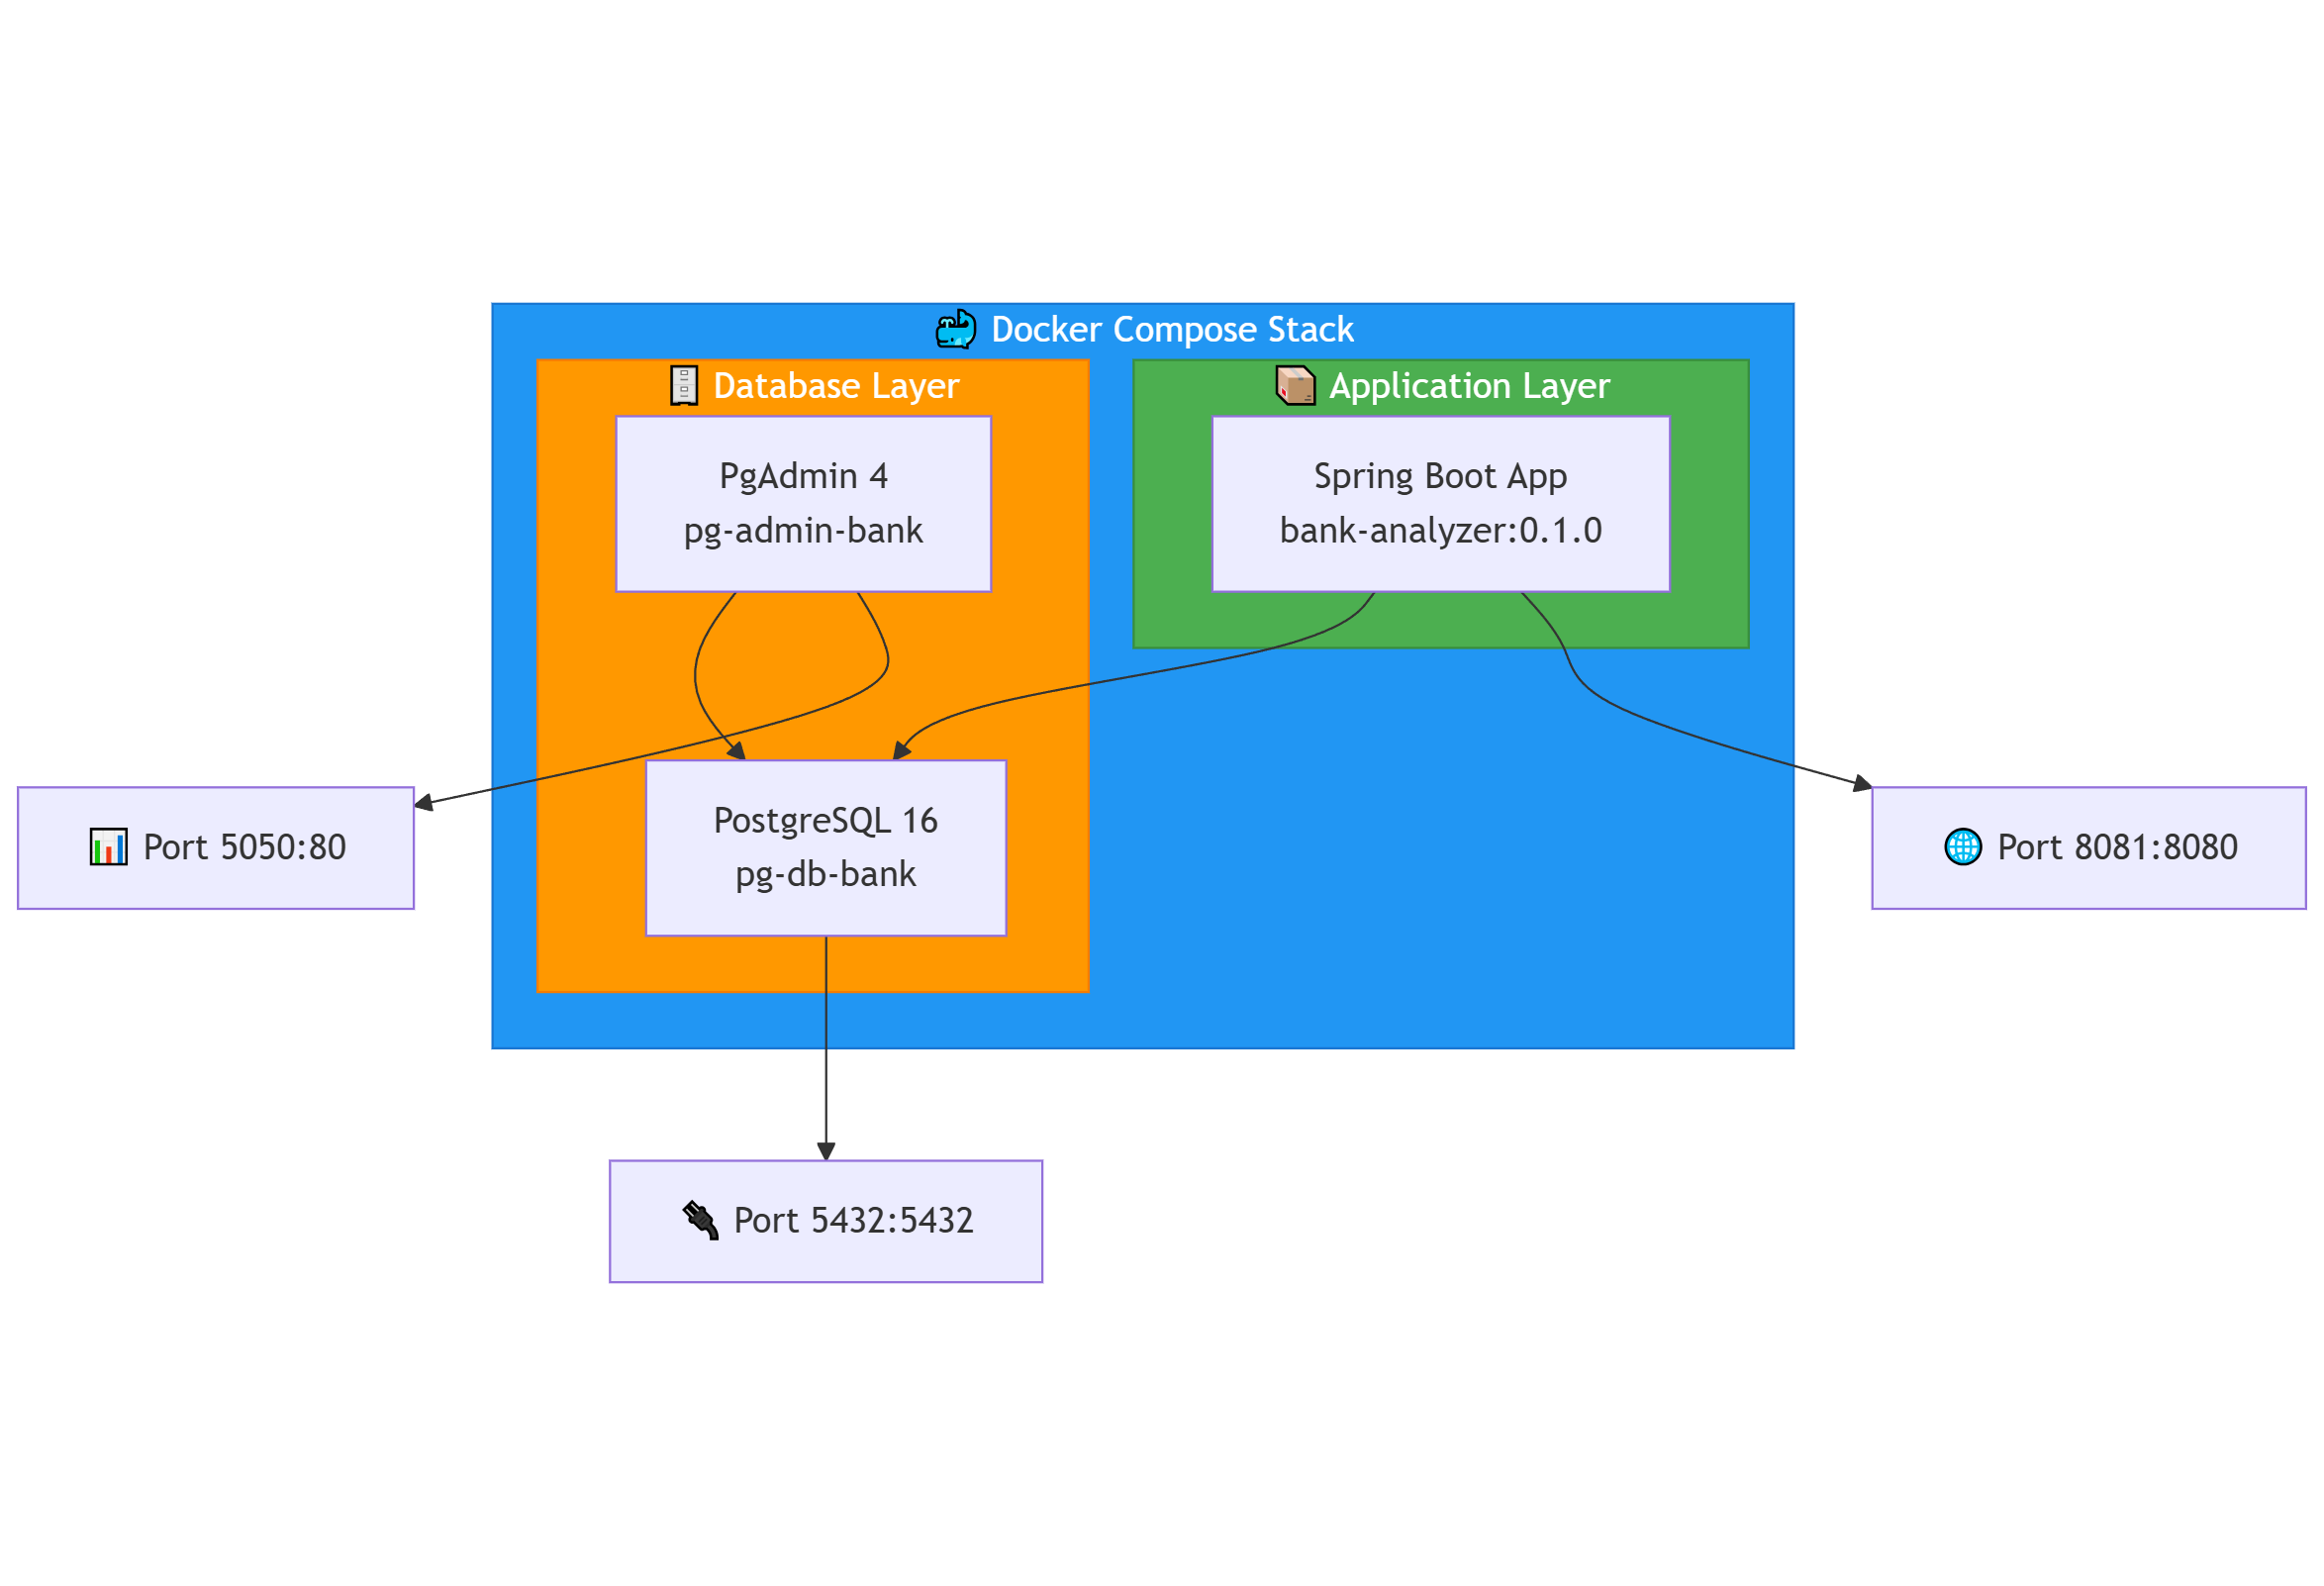 Docker Compose Stack
Database Layer
Application Layer
PgAdmin 4
pg-admin-bank
Spring Boot App
bank-analyzer:0.1.0
PostgreSQL 16
pg-db-bank
Port 5050:80
Port 8081:8080
Port 5432:5432